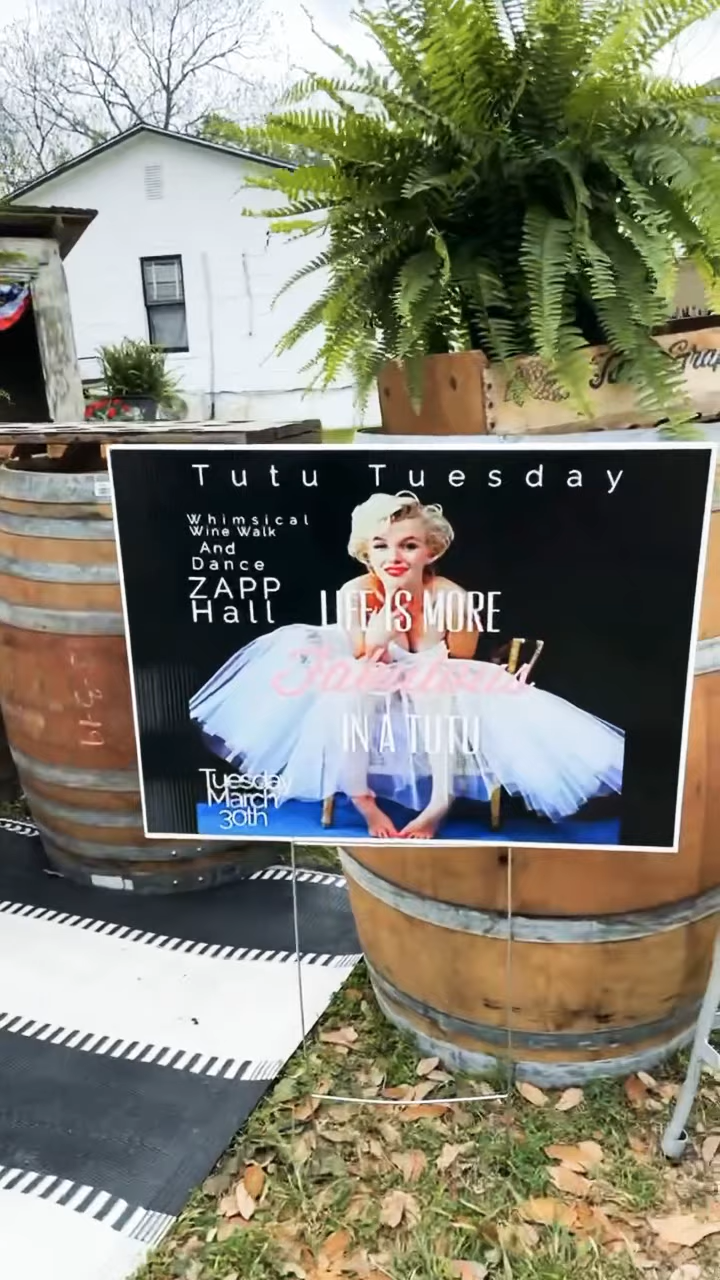 Tutu Tuesday
Whimsical
Wine Walk
And
Dance
ZAPP
Hall
LIFE IS MORE
Fabulous
IN A TUTU
Tuesday
March
30th